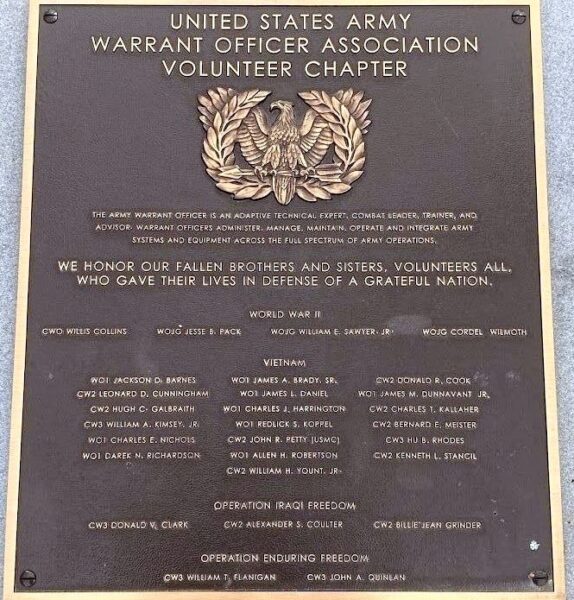 UNITED STATES ARMY
WARRANT OFFICER ASSOCIATION
VOLUNTEER CHAPTER
THE ARMY WARRANT OFFICER IS AN ADAPTIVE TECHNICAL EXPERT, COMBAT LEADER, TRAINER, AND
ADVISOR. WARRANT OFFICERS ADMINISTER, MANAGE, MAINTAIN, OPERATE AND INTEGRATE ARMY
SYSTEMS AND EQUIPMENT ACROSS THE FULL SPECTRUM OF ARMY OPERATIONS.
WE HONOR OUR FALLEN BROTHERS AND SISTERS, VOLUNTEERS ALL,
WHO GAVE THEIR LIVES IN DEFENSE OF A GRATEFUL NATION.
WORLD WAR II
CWO WILLIS COLLINS WOJG JESSE B. PACK WOJG WILLIAM E. SAWYER, JR. WOJG CORDEL WILMOTH
VIETNAM
WO1 JACKSON D. BARNES WO1 JAMES A. BRADY, SR. CW2 DONALD R. COOK
CW2 LEONARD D. CUNNINGHAM WO1 JAMES L. DANIEL WO1 JAMES M. DUNNAVANT JR.
CW2 HUGH C. GALBRAITH WO1 CHARLES J. HARRINGTON CW2 CHARLES T. KALLAHER
CW3 WILLIAM A. KIMSEY, JR. WO1 REDLICK S. KOPPEL CW2 BERNARD E. MEISTER
WO1 CHARLES E. NICHOLS CW2 JOHN R. PETTY (USMC) CW3 HU B. RHODES
WO1 DAREK N. RICHARDSON WO1 ALLEN H. ROBERTSON CW2 KENNETH L. STANCIL
CW2 WILLIAM H. YOUNT, JR.
OPERATION IRAQI FREEDOM
CW3 DONALD V. CLARK CW2 ALEXANDER S. COULTER CW2 BILLIE JEAN GRINDER
OPERATION ENDURING FREEDOM
CW3 WILLIAM T. FLANIGAN CW3 JOHN A. QUINLAN